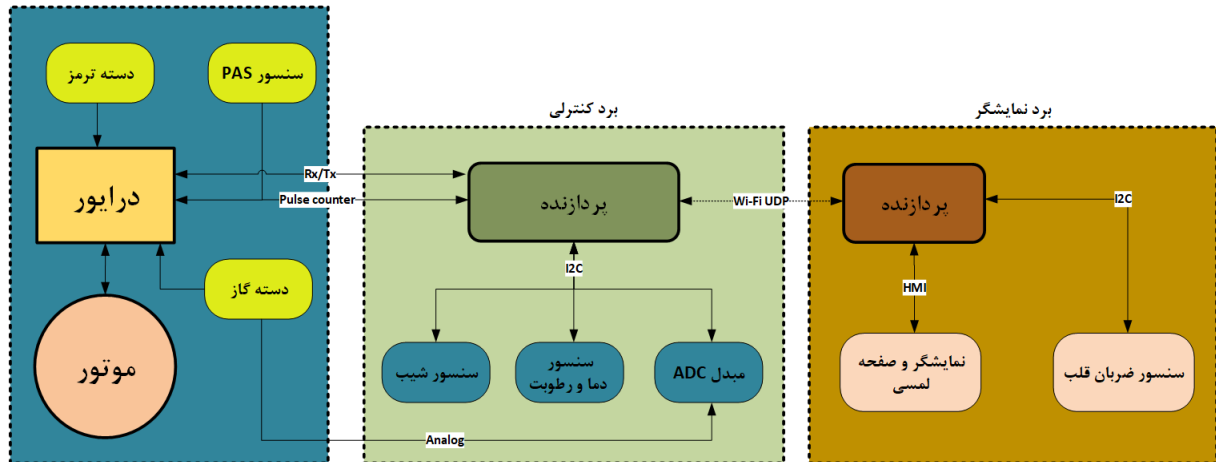 دسته ترمز
سنسور PAS
درایور
دسته گاز
موتور
Rx/Tx
Pulse counter
Analog
برد کنترلی
پردازنده
I2C
سنسور شیب
سنسور
دما و رطوبت
مبدل ADC
Wi-Fi UDP
برد نمایشگر
پردازنده
I2C
HMI
نمایشگر و صفحه
لمسی
سنسور ضربان قلب